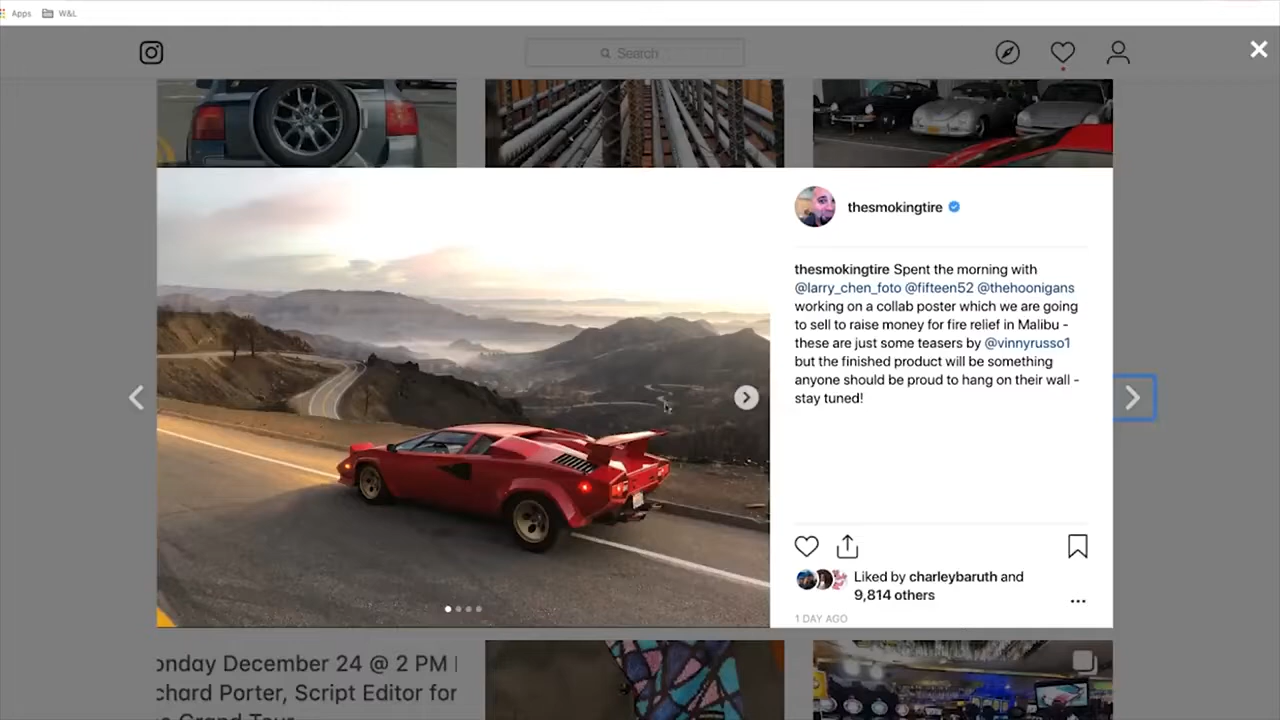 Apps W&L
Search
thesmokingtire
thesmokingtire Spent the morning with
@larry_chen_foto @fifteen52 @thehoonigans
working on a collab poster which we are going
to sell to raise money for fire relief in Malibu -
these are just some teasers by @vinnyrusso1
but the finished product will be something
anyone should be proud to hang on their wall -
stay tuned!
Liked by charleybaruth and
9,814 others
1 DAY AGO
onday December 24 @ 2 PM
chard Porter, Script Editor for
Grand Tour